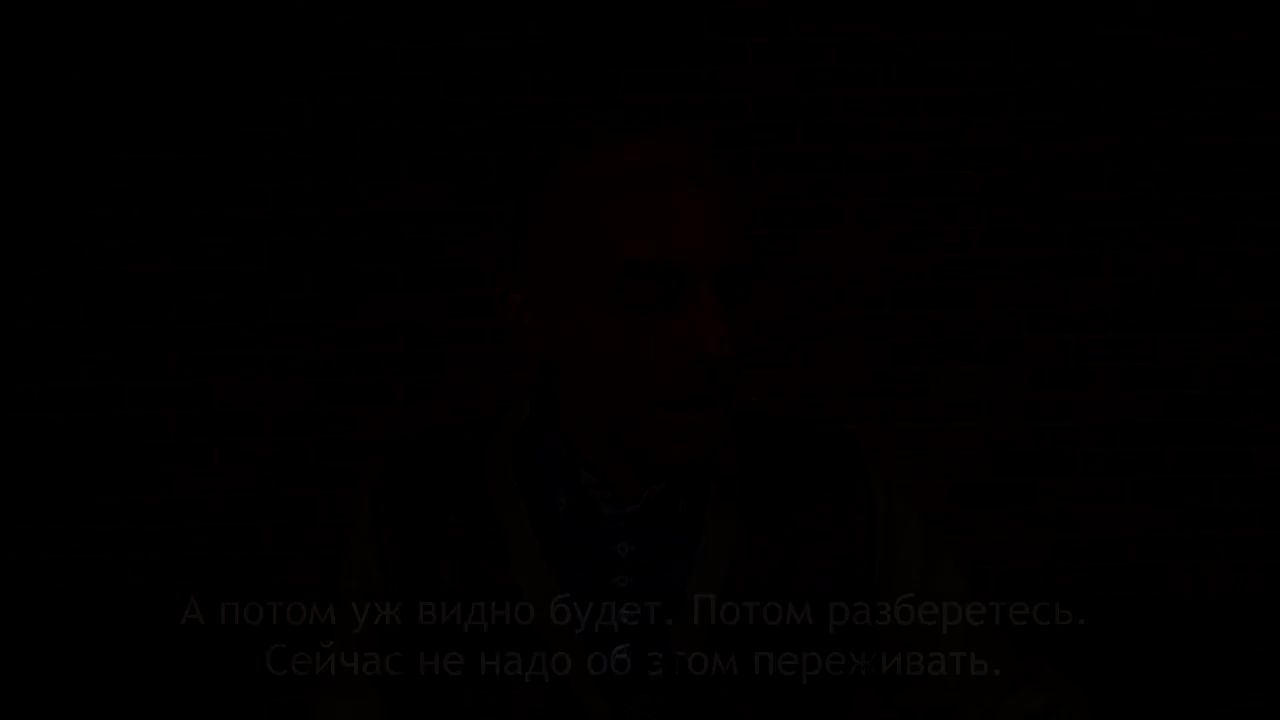 А потом уж видно будет. Потом разберетесь.
Сейчас не надо об этом переживать.